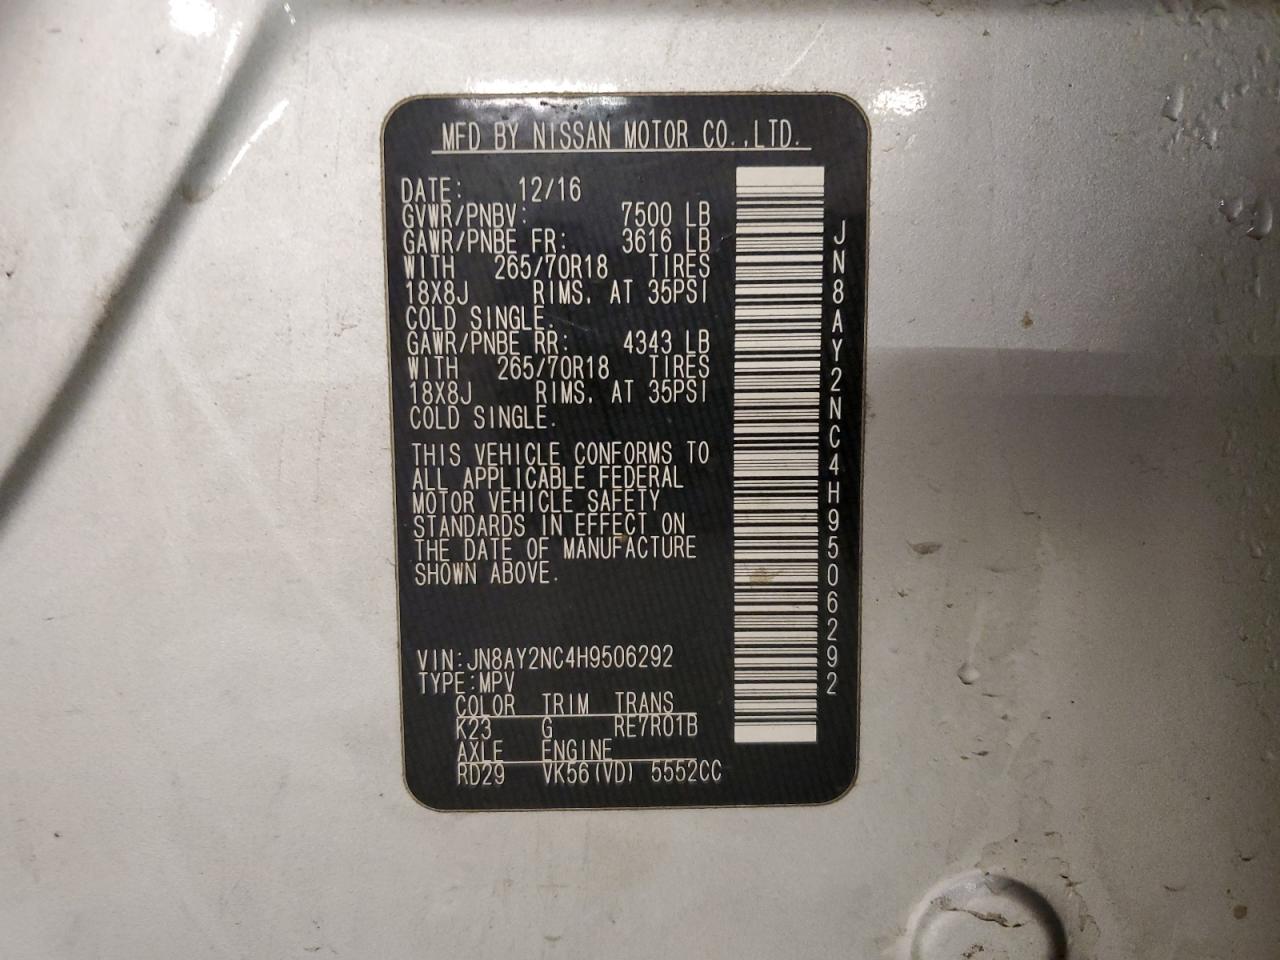 MFD BY NISSAN MOTOR CO.,LTD.
DATE: 12/16
GVWR/PNBV: 7500 LB
GAWR/PNBE FR: 3616 LB
WITH 265/70R18 TIRES
18X8J RIMS. AT 35PSI
COLD SINGLE.
GAWR/PNBE RR: 4343 LB
WITH 265/70R18 TIRES
18X8J RIMS. AT 35PSI
COLD SINGLE.
THIS VEHICLE CONFORMS TO
ALL APPLICABLE FEDERAL
MOTOR VEHICLE SAFETY
STANDARDS IN EFFECT ON
THE DATE OF MANUFACTURE
SHOWN ABOVE.
VIN:JN8AY2NC4H9506292
TYPE:MPV
COLOR TRIM TRANS
K23 G RE7R01B
AXLE ENGINE
RD29 VK56(VD) 5552CC
JN8AY2NC4H9506292